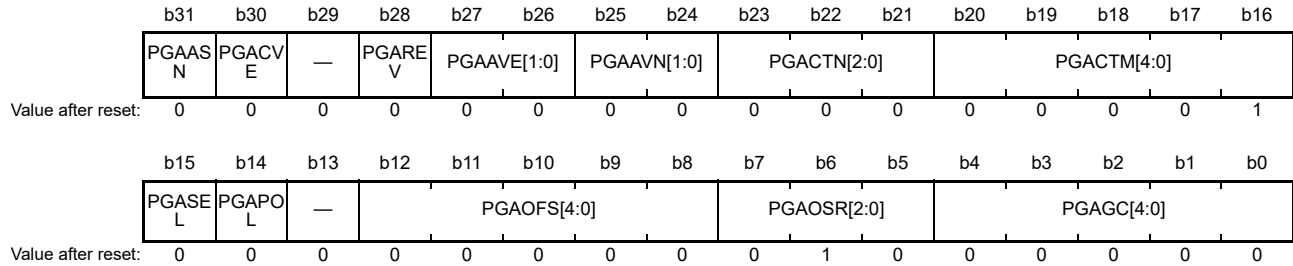 b31 b30 b29 b28 b27 b26 b25 b24 b23 b22 b21 b20 b19 b18 b17 b16
PGAAS PGACV — PGARE PGAAVE[1:0] PGAAVN[1:0] PGACTN[2:0] PGACTM[4:0]
N E V
Value after reset: 0 0 0 0 0 0 0 0 0 0 0 0 0 0 0 1
b15 b14 b13 b12 b11 b10 b9 b8 b7 b6 b5 b4 b3 b2 b1 b0
PGASE PGAPO — PGAOFS[4:0] PGAOSR[2:0] PGAGC[4:0]
L L
Value after reset: 0 0 0 0 0 0 0 0 0 1 0 0 0 0 0 0